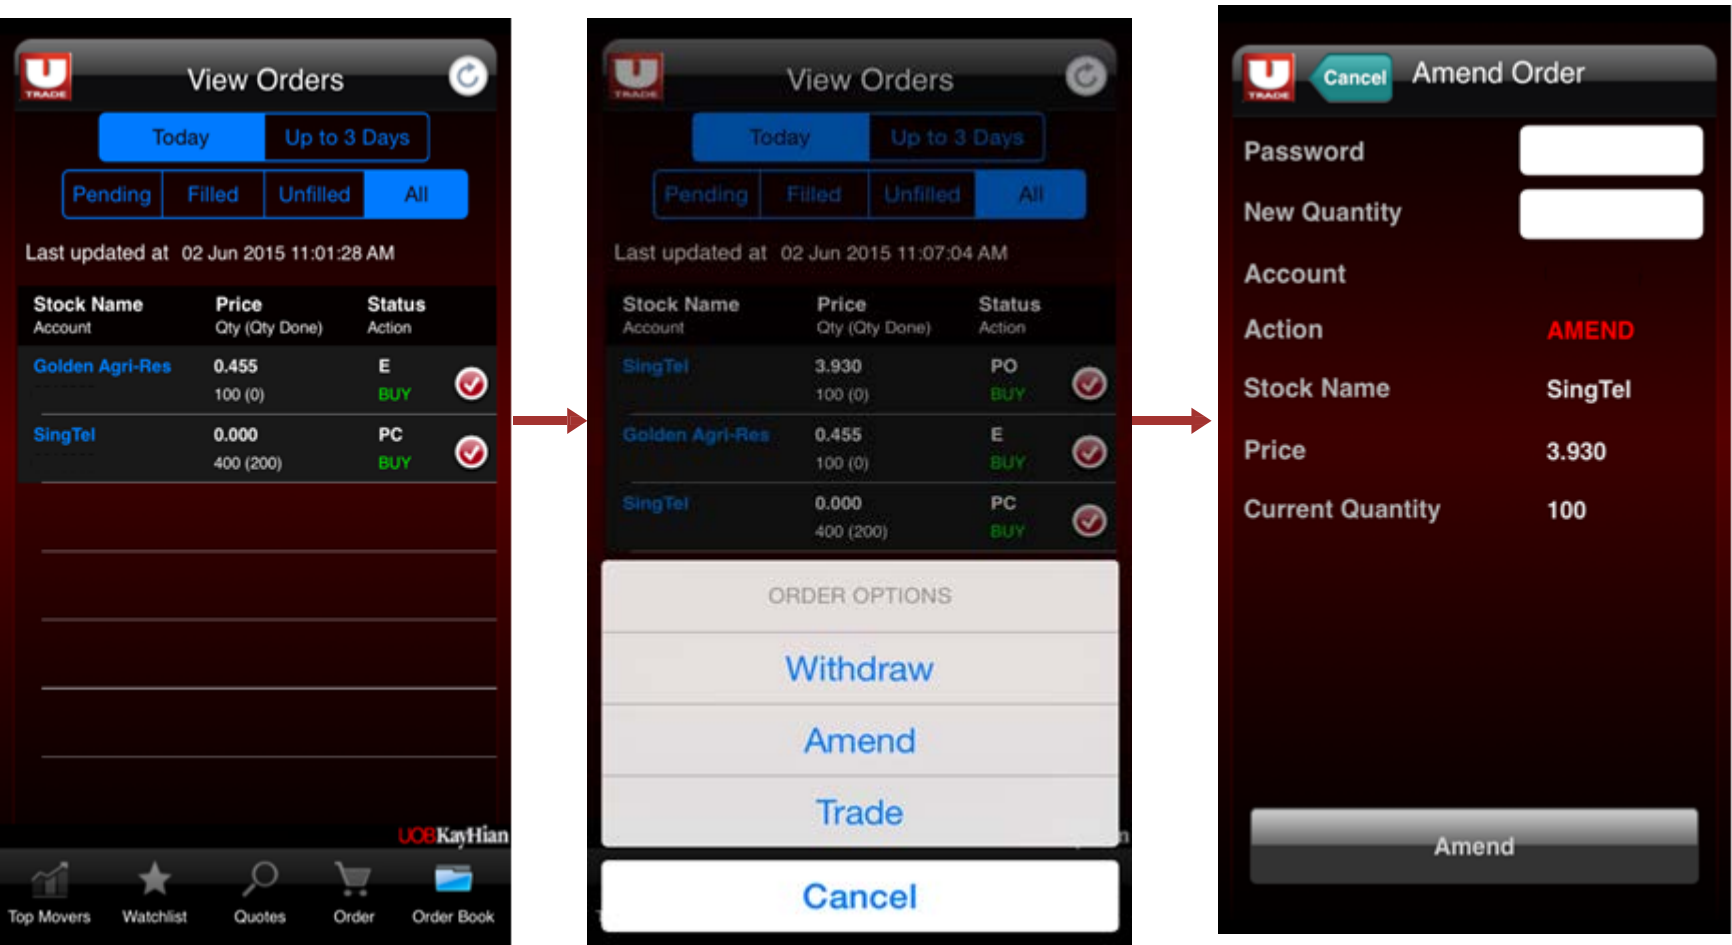 U
TRADE
View Orders
Today Up to 3 Days
Pending Filled Unfilled All
Last updated at 02 Jun 2015 11:01:28 AM
Stock Name Price Status
Account Qty (Qty Done) Action
Golden Agri-Res 0.455 E
100 (0) BUY
SingTel 0.000 PC
400 (200) BUY
UOBKayHian
Top Movers Watchlist Quotes Order Order Book
U
TRADE
View Orders
Today Up to 3 Days
Pending Filled Unfilled All
Last updated at 02 Jun 2015 11:07:04 AM
Stock Name Price Status
Account Qty (Qty Done) Action
SingTel 3.930 PO
100 (0) BUY
Golden Agri-Res 0.455 E
100 (0) BUY
SingTel 0.000 PC
400 (200) BUY
ORDER OPTIONS
Withdraw
Amend
Trade
Cancel
U
TRADE
Cancel Amend Order
Password
New Quantity
Account
Action AMEND
Stock Name SingTel
Price 3.930
Current Quantity 100
Amend